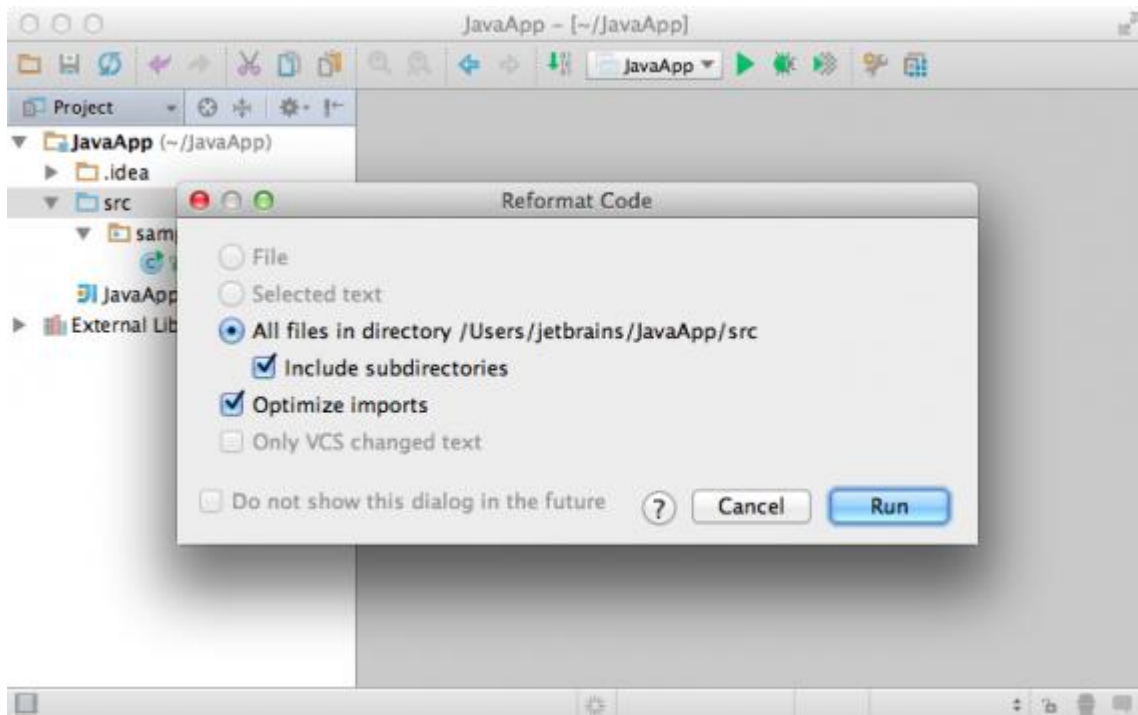 JavaApp – [~/JavaApp]
JavaApp
Project
JavaApp (~/JavaApp)
.idea
src
Reformat Code
File
Selected text
All files in directory /Users/jetbrains/JavaApp/src
Include subdirectories
Optimize imports
Only VCS changed text
Do not show this dialog in the future
?
Cancel
Run
sam
JavaApp
External Lib